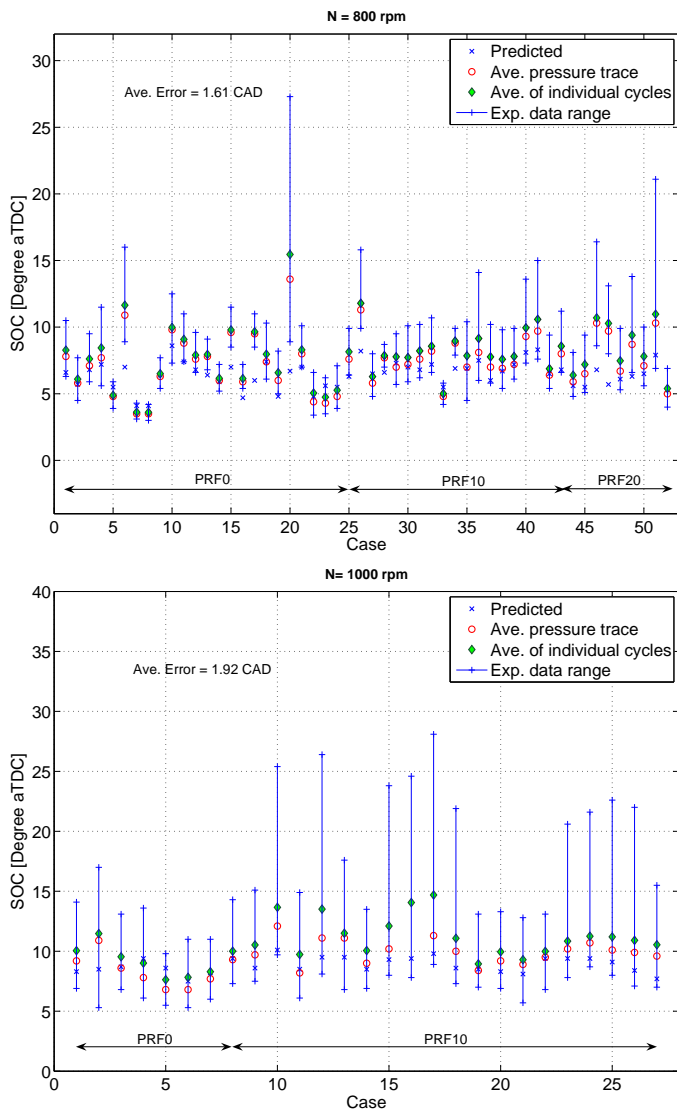 N = 800 rpm
Predicted
Ave. pressure trace
Ave. of individual cycles
Exp. data range
Ave. Error = 1.61 CAD
SOC [Degree aTDC]
30
25
20
15
10
5
0
PRF0
PRF10
PRF20
0 5 10 15 20 25 30 35 40 45 50
Case
N= 1000 rpm
Predicted
Ave. pressure trace
Ave. of individual cycles
Exp. data range
Ave. Error = 1.92 CAD
SOC [Degree aTDC]
40
35
30
25
20
15
10
5
0
PRF0
PRF10
0 5 10 15 20 25
Case